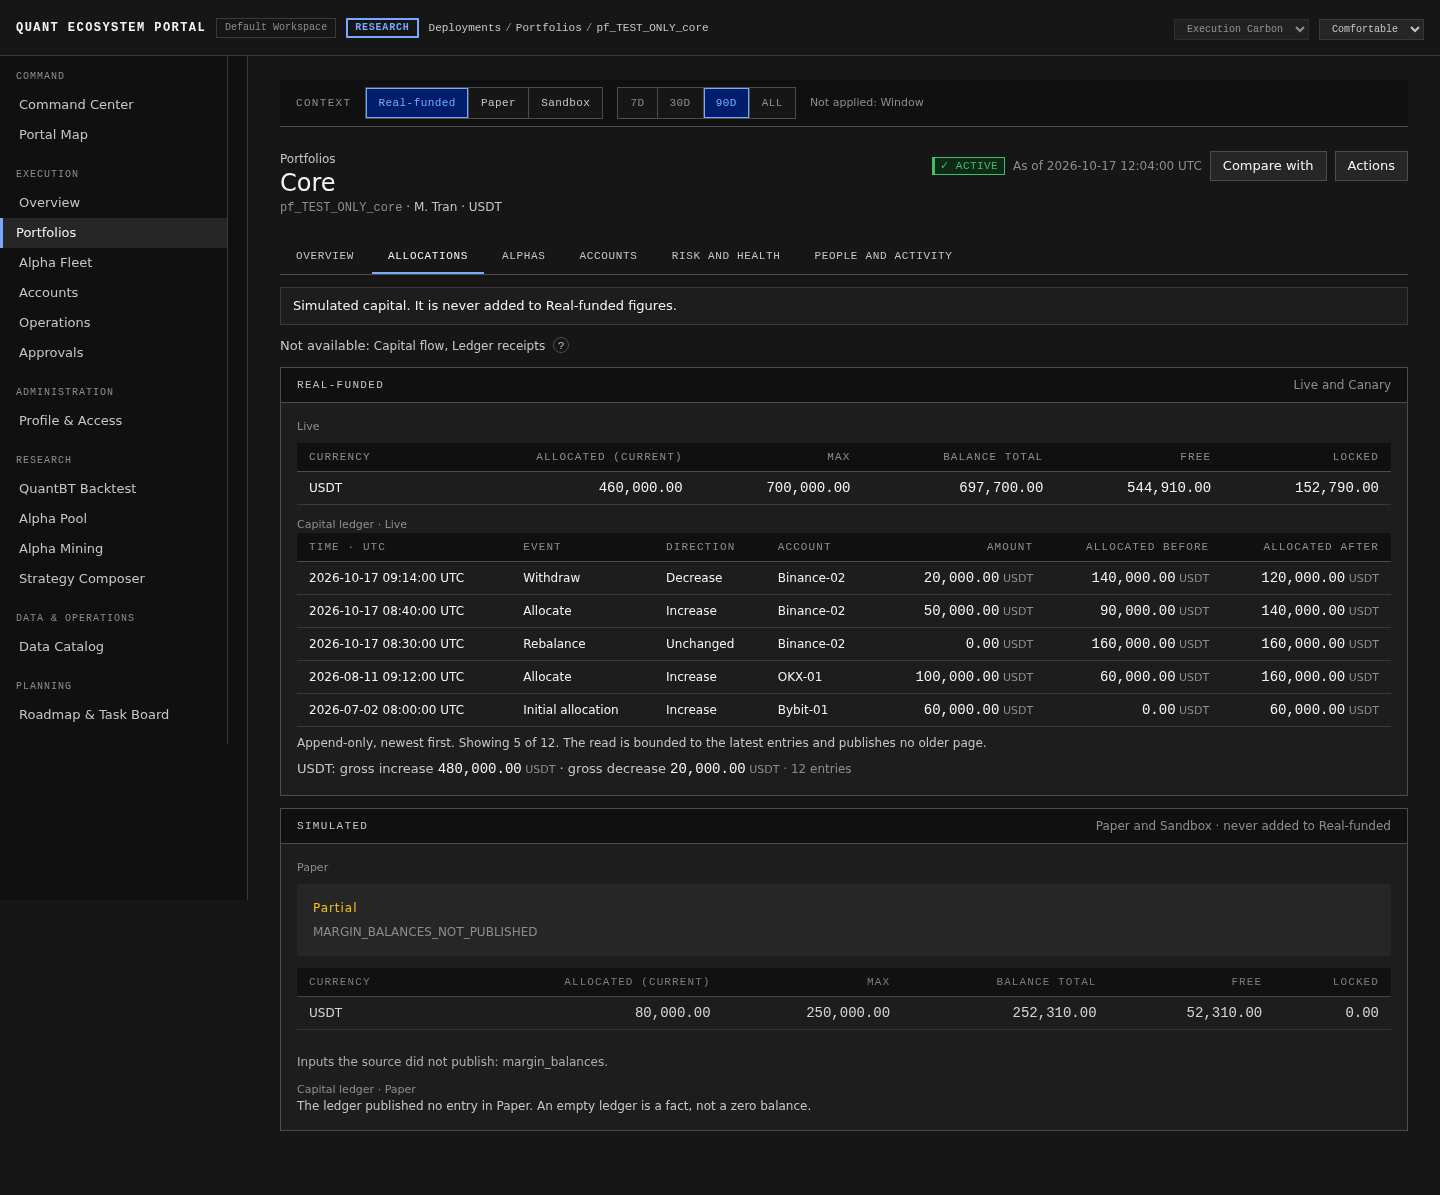 QUANT ECOSYSTEM PORTAL Default Workspace RESEARCH Deployments / Portfolios / pf_TEST_ONLY_core Execution Carbon Comfortable
COMMAND
Command Center
Portal Map
EXECUTION
Overview
Portfolios
Alpha Fleet
Accounts
Operations
Approvals
ADMINISTRATION
Profile & Access
RESEARCH
QuantBT Backtest
Alpha Pool
Alpha Mining
Strategy Composer
DATA & OPERATIONS
Data Catalog
PLANNING
Roadmap & Task Board
CONTEXT Real-funded Paper Sandbox 7D 30D 90D ALL Not applied: Window
Portfolios
Core
pf_TEST_ONLY_core · M. Tran · USDT
✓ ACTIVE As of 2026-10-17 12:04:00 UTC Compare with Actions
OVERVIEW ALLOCATIONS ALPHAS ACCOUNTS RISK AND HEALTH PEOPLE AND ACTIVITY
Simulated capital. It is never added to Real-funded figures.
Not available: Capital flow, Ledger receipts ?
REAL-FUNDED Live and Canary
Live
CURRENCY ALLOCATED (CURRENT) MAX BALANCE TOTAL FREE LOCKED
USDT 460,000.00 700,000.00 697,700.00 544,910.00 152,790.00
Capital ledger · Live
TIME · UTC EVENT DIRECTION ACCOUNT AMOUNT ALLOCATED BEFORE ALLOCATED AFTER
2026-10-17 09:14:00 UTC Withdraw Decrease Binance-02 20,000.00 USDT 140,000.00 USDT 120,000.00 USDT
2026-10-17 08:40:00 UTC Allocate Increase Binance-02 50,000.00 USDT 90,000.00 USDT 140,000.00 USDT
2026-10-17 08:30:00 UTC Rebalance Unchanged Binance-02 0.00 USDT 160,000.00 USDT 160,000.00 USDT
2026-08-11 09:12:00 UTC Allocate Increase OKX-01 100,000.00 USDT 60,000.00 USDT 160,000.00 USDT
2026-07-02 08:00:00 UTC Initial allocation Increase Bybit-01 60,000.00 USDT 0.00 USDT 60,000.00 USDT
Append-only, newest first. Showing 5 of 12. The read is bounded to the latest entries and publishes no older page.
USDT: gross increase 480,000.00 USDT · gross decrease 20,000.00 USDT · 12 entries
SIMULATED Paper and Sandbox · never added to Real-funded
Paper
Partial
MARGIN_BALANCES_NOT_PUBLISHED
CURRENCY ALLOCATED (CURRENT) MAX BALANCE TOTAL FREE LOCKED
USDT 80,000.00 250,000.00 252,310.00 52,310.00 0.00
Inputs the source did not publish: margin_balances.
Capital ledger · Paper
The ledger published no entry in Paper. An empty ledger is a fact, not a zero balance.